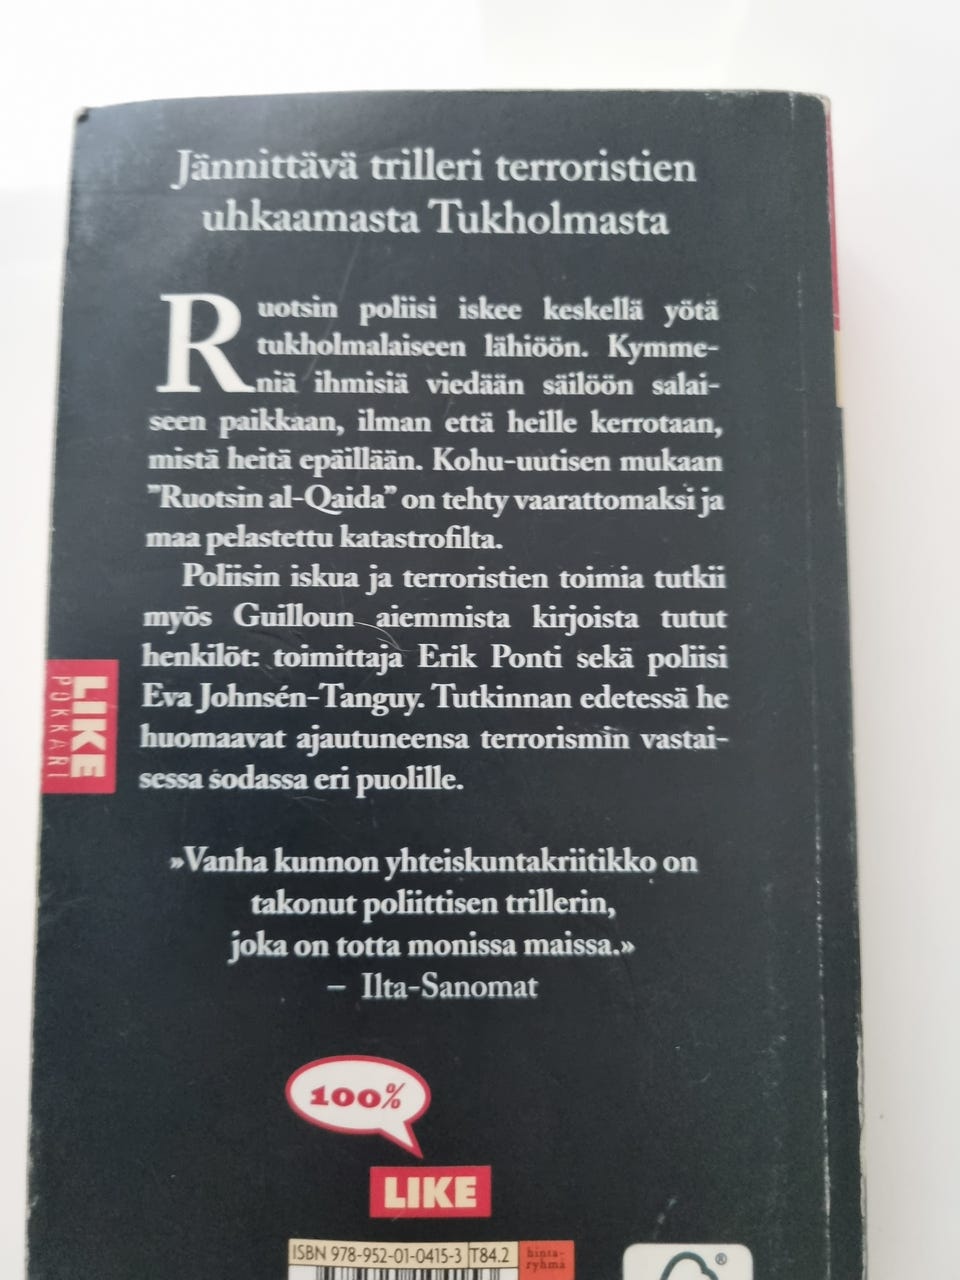 Jännittävä trilleri terroristien
uhkaamasta Tukholmasta
Ruotsin poliisi iskee keskellä yötä
tukholmalaiseen lähiöön. Kymme-
niä ihmisiä viedään säilöön salai-
seen paikkaan, ilman että heille kerrotaan,
mistä heitä epäillään. Kohu-uutisen mukaan
”Ruotsin al-Qaida” on tehty vaarattomaksi ja
maa pelastettu katastrofilta.
Poliisin iskua ja terroristien toimia tutkii
myös Guilloun aiemmista kirjoista tutut
henkilöt: toimittaja Erik Ponti sekä poliisi
Eva Johnsén-Tanguy. Tutkinnan edetessä he
huomaavat ajautuneensa terrorismin vastai-
sessa sodassa eri puolille.
LIKE
POKKARI
»Vanha kunnon yhteiskuntakriitikko on
takonut poliittisen trillerin,
joka on totta monissa maissa.»
– Ilta-Sanomat
100%
LIKE
ISBN 978-952-01-0415-3 T84.2
hinta-
ryhmä
®